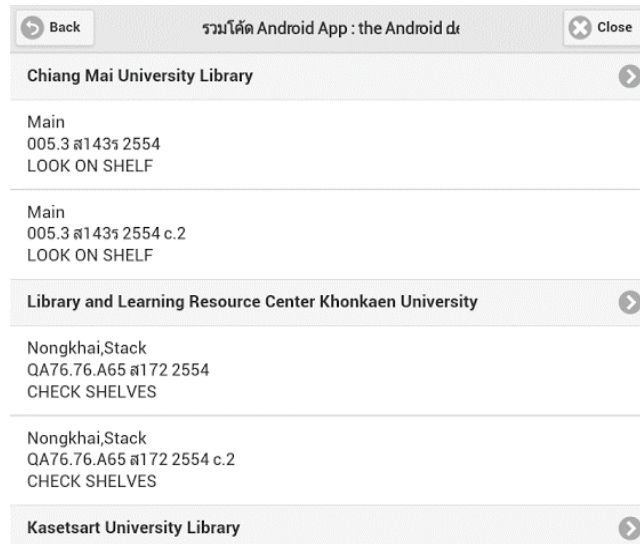 Back
รวมโค้ด Android App : the Android de
Close
Chiang Mai University Library
Main
005.3 ส143ร 2554
LOOK ON SHELF
Main
005.3 ส143ร 2554 c.2
LOOK ON SHELF
Library and Learning Resource Center Khonkaen University
Nongkhai,Stack
QA76.76.A65 ส172 2554
CHECK SHELVES
Nongkhai,Stack
QA76.76.A65 ส172 2554 c.2
CHECK SHELVES
Kasetsart University Library